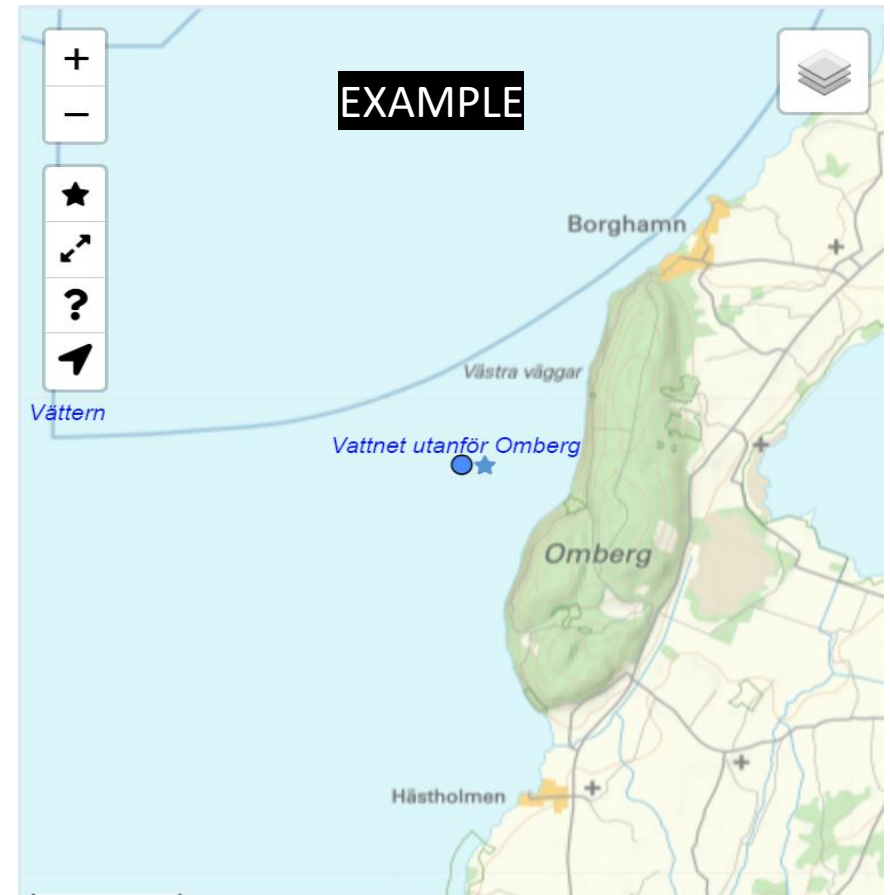 +
EXAMPLE
−
Borghamn
?
Västra väggar
Vättern
Vattnet utanför Omberg
Omberg
Hästholmen